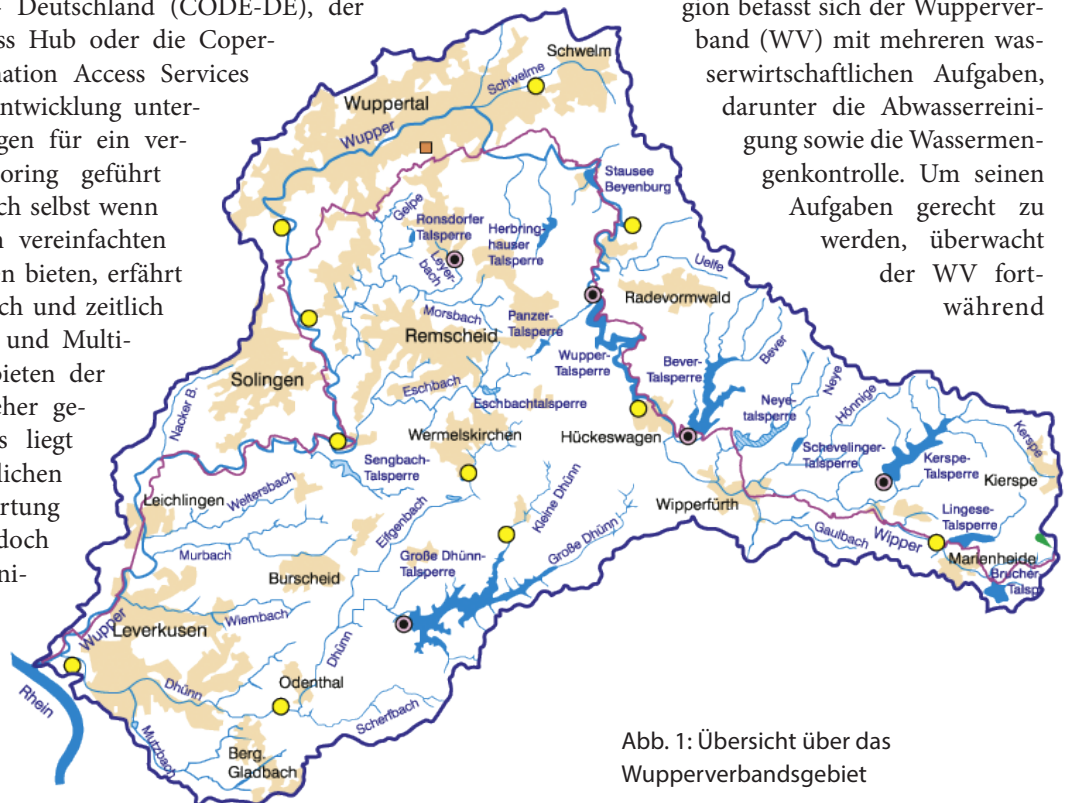 Deutschland (CODE-DE), der
ss Hub oder die Coper-
nation Access Services
ntwicklung unter-
gen für ein ver-
oring geführt
ch selbst wenn
n vereinfachten
en bieten, erfährt
ch und zeitlich
und Multi-
bieten der
eher ge-
s liegt
lichen
rtung
doch
ni-
gion befasst sich der Wupperver-
band (WV) mit mehreren was-
serwirtschaftlichen Aufgaben,
darunter die Abwasserreini-
gung sowie die Wassermen-
genkontrolle. Um seinen
Aufgaben gerecht zu
werden, überwacht
der WV fort-
während
Schwelm
Schwelme
Wuppertal
Wupper
Stausee
Beyenburg
Gelpe
Ronsdorfer
Talsperre
Herbring-
hauser
Talsperre
Leyer-
bach
Uelfe
Radevormwald
Morsbach
Panzer-
Talsperre
Remscheid
Wupper-
Talsperre
Bever-
Talsperre
Bever
Solingen
Eschbach
Eschbachtalsperre
Neye-
talsperre
Neye
Hönnige
Nacker B.
Wermelskirchen
Hückeswagen
Schevelinger-
Talsperre
Kerspe-
Talsperre
Kerspe
Kierspe
Sengbach-
Talsperre
Leichlingen
Weltersbach
Eifgenbach
Kleine Dhünn
Wipperfürth
Lingese-
Talsperre
Gaulbach
Wipper
Große Dhünn
Murbach
Große Dhünn-
Talsperre
Burscheid
Marienheide
Brucher
Talsp
Wiembach
Wupper
Leverkusen
Dhünn
Rhein
Dhünn
Odenthal
Scherfbach
Mutzbach
Berg.
Gladbach
Abb. 1: Übersicht über das
Wupperverbandsgebiet